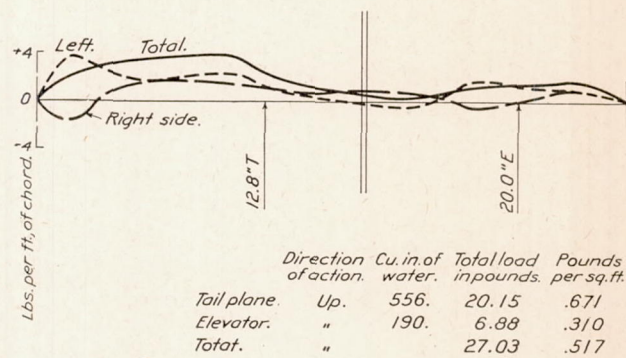 +4
Left.
Total.
0
Right side.
-4
Lbs. per ft., of chord.
12.8"T
20.0"E
Direction Cu. in. of Total load Pounds
of action. water. in pounds. per sq. ft.
Tail plane. Up. 556. 20.15 .671
Elevator. " 190. 6.88 .310
Total. " 27.03 .517